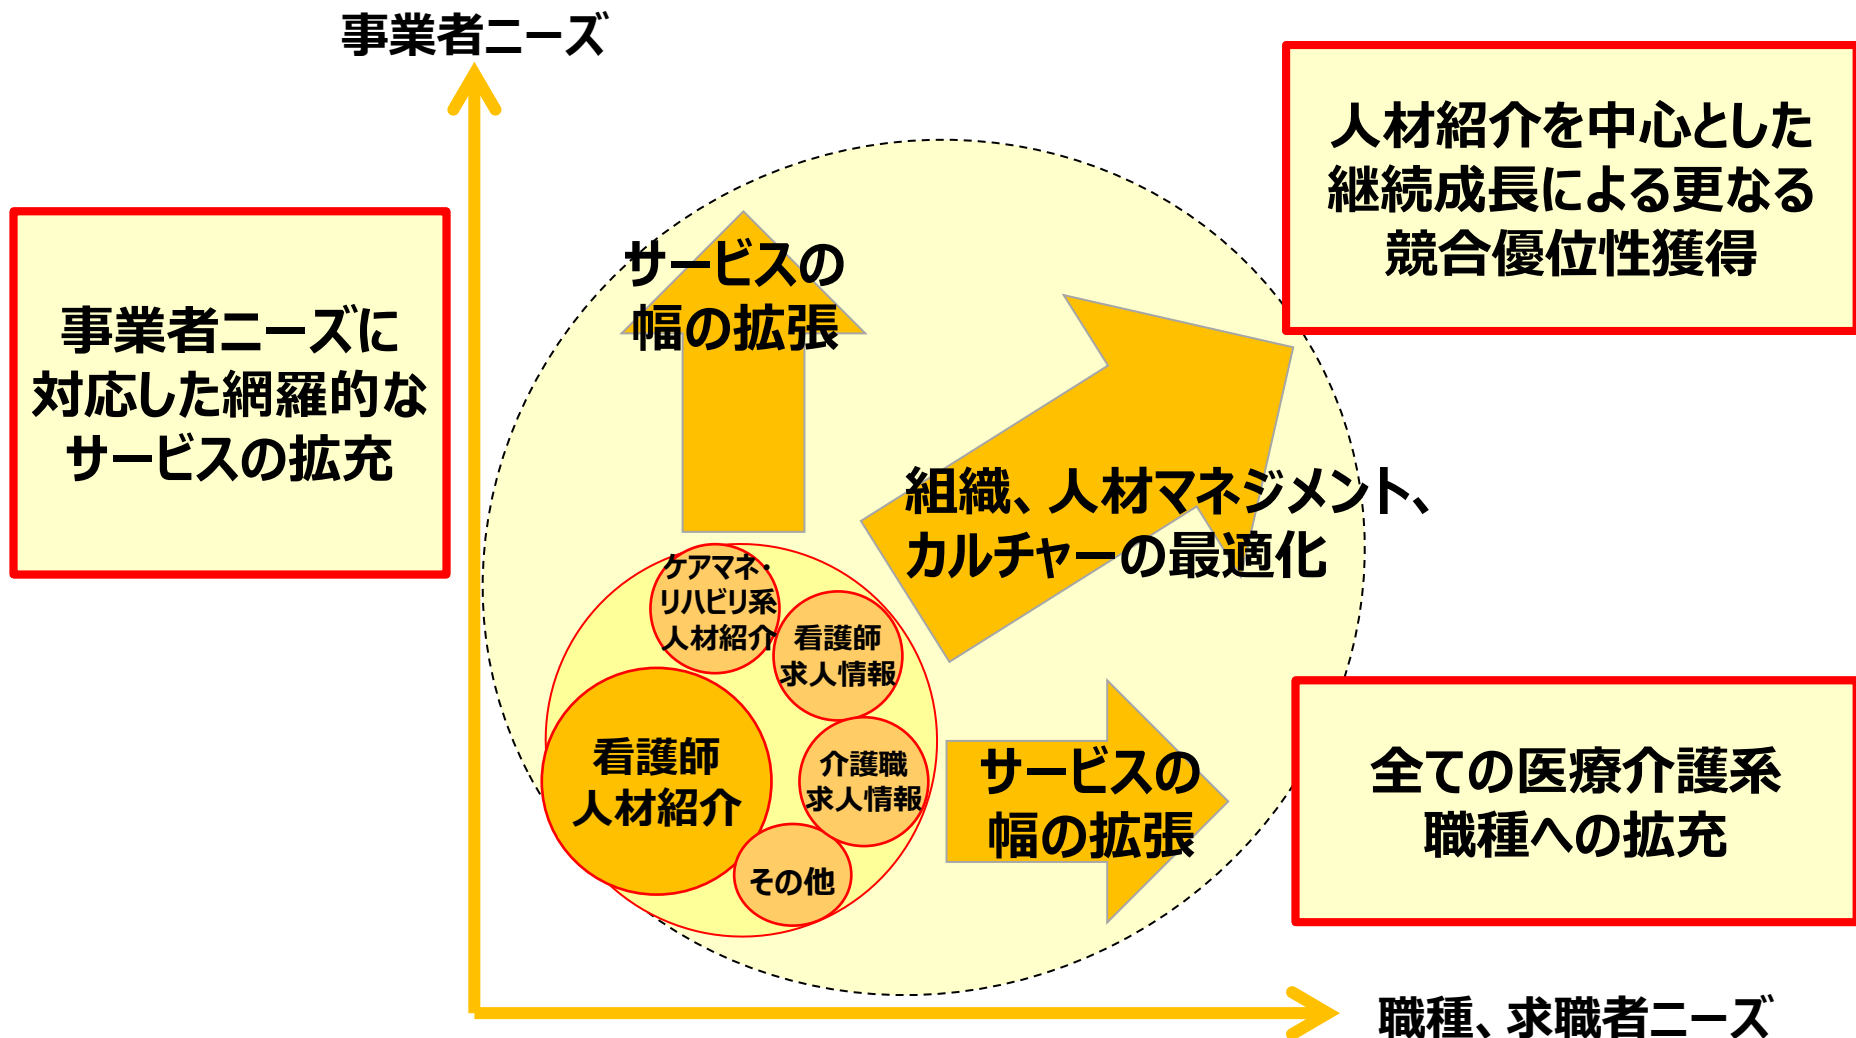 事業者ニーズ
人材紹介を中心とした
継続成長による更なる
競合優位性獲得
事業者ニーズに
対応した網羅的な
サービスの拡充
サービスの
幅の拡張
組織、人材マネジメント、
カルチャーの最適化
ケアマネ・
リハビリ系
人材紹介
看護師
求人情報
看護師
人材紹介
介護職
求人情報
その他
サービスの
幅の拡張
全ての医療介護系
職種への拡充
職種、求職者ニーズ